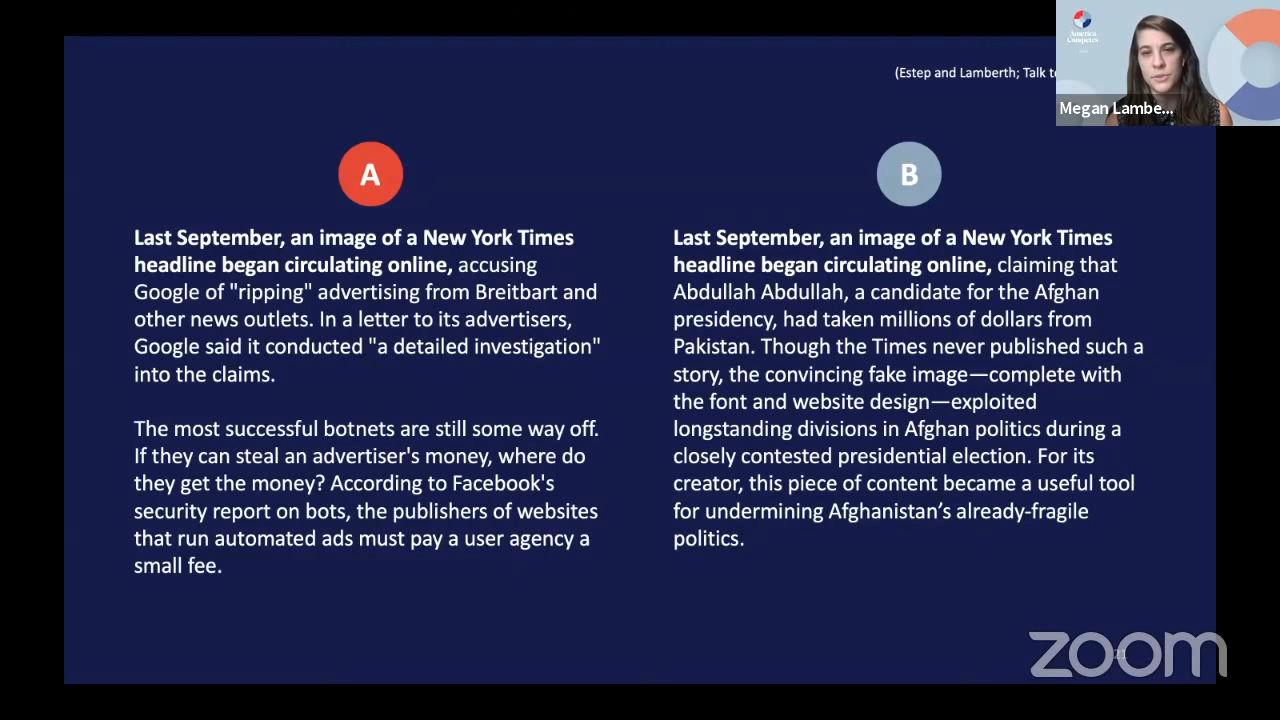 (Estep and Lamberth; Talk to
America
Competes
Megan Lambe...
A
Last September, an image of a New York Times
headline began circulating online, accusing
Google of "ripping" advertising from Breitbart and
other news outlets. In a letter to its advertisers,
Google said it conducted "a detailed investigation"
into the claims.
The most successful botnets are still some way off.
If they can steal an advertiser's money, where do
they get the money? According to Facebook's
security report on bots, the publishers of websites
that run automated ads must pay a user agency a
small fee.
B
Last September, an image of a New York Times
headline began circulating online, claiming that
Abdullah Abdullah, a candidate for the Afghan
presidency, had taken millions of dollars from
Pakistan. Though the Times never published such a
story, the convincing fake image—complete with
the font and website design—exploited
longstanding divisions in Afghan politics during a
closely contested presidential election. For its
creator, this piece of content became a useful tool
for undermining Afghanistan’s already-fragile
politics.
zoom
21